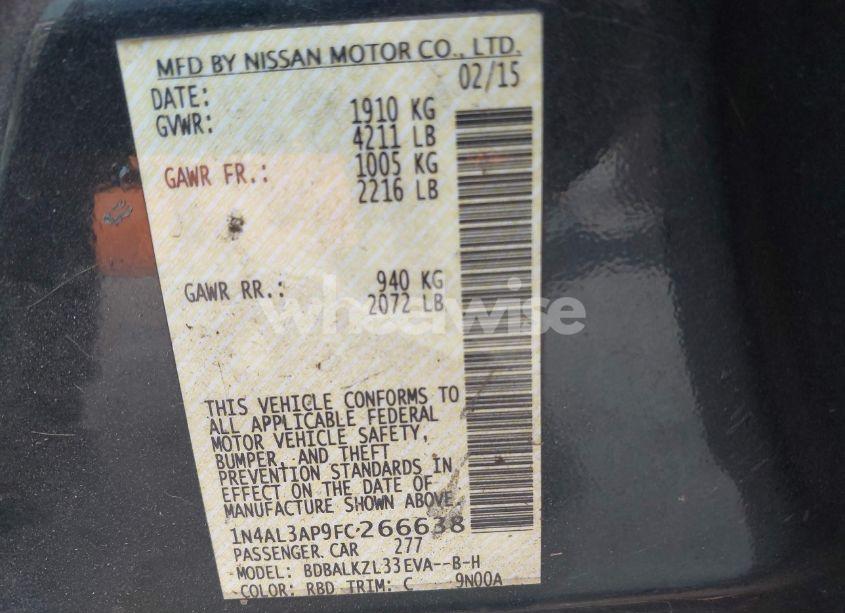 MFD BY NISSAN MOTOR CO., LTD.
DATE: 02/15
GVWR: 1910 KG
4211 LB
GAWR FR.: 1005 KG
2216 LB
GAWR RR.: 940 KG
2072 LB
wheelwise
THIS VEHICLE CONFORMS TO
ALL APPLICABLE FEDERAL
MOTOR VEHICLE SAFETY,
BUMPER, AND THEFT
PREVENTION STANDARDS IN
EFFECT ON THE DATE OF
MANUFACTURE SHOWN ABOVE.
1N4AL3AP9FC266638
PASSENGER CAR 277
MODEL: BDBALKZL33EVA--B-H
COLOR: RBD TRIM: C 9N00A